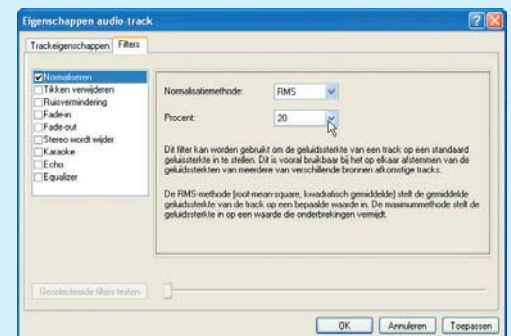 Eigenschappen audio-track
Trackeigenschappen Filters
Normaliseren
Tikken verwijderen
Ruisvermindering
Fade-in
Fade-out
Stereo wordt wijder
Karaoke
Echo
Equalizer
Normalisatiemethode: RMS
Procent: 20
Dit filter kan worden gebruikt om de geluidssterkte van een track op een standaard
geluissterkte in te stellen. Dit is vooral bruikbaar bij het op elkaar afstemmen van de
geluidssterkten van meerdere van verschillende bronnen afkomstige tracks.
De RMS-methode (root-mean-square, kwadratisch gemiddelde) stelt de gemiddelde
geluidssterkte van de track op een bepaalde waarde in. De maximummethode stelt de
geluidssterkte in op een waarde die onderbrekingen vermijdt.
Geselecteerde filters testen
OK Annuleren Toepassen